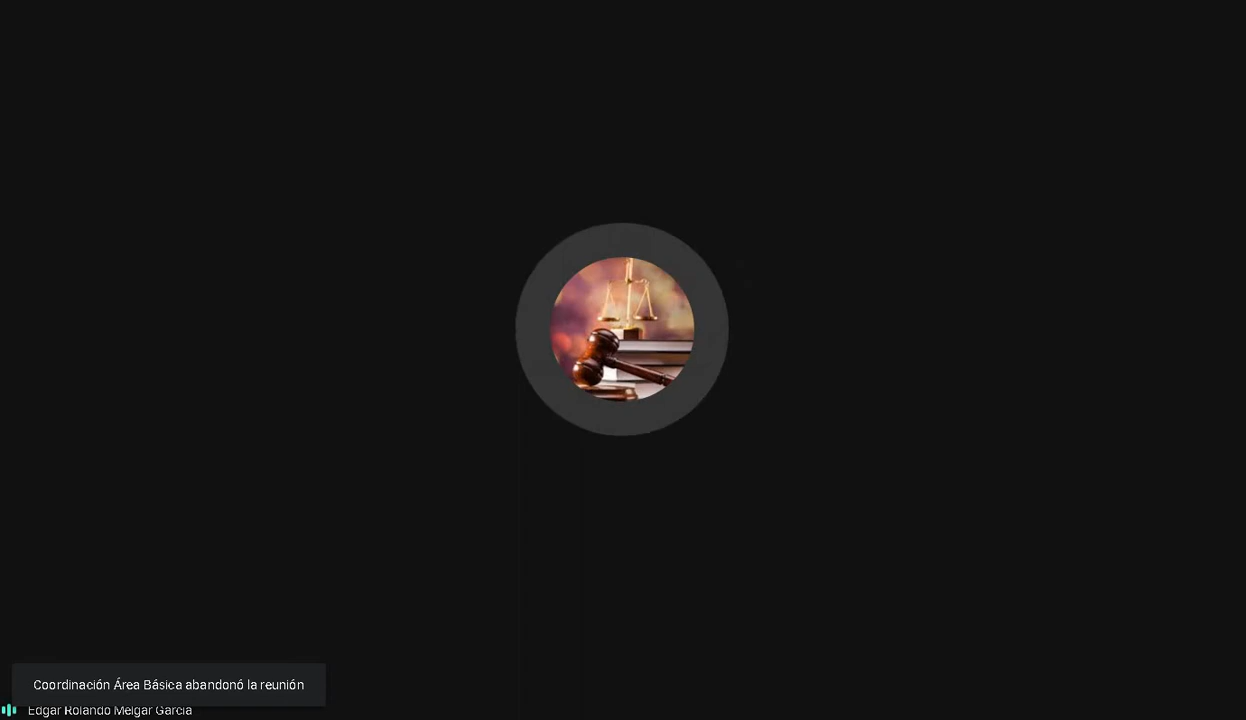 Coordinación Área Básica abandonó la reunión
Edgar Rolando Melgar García